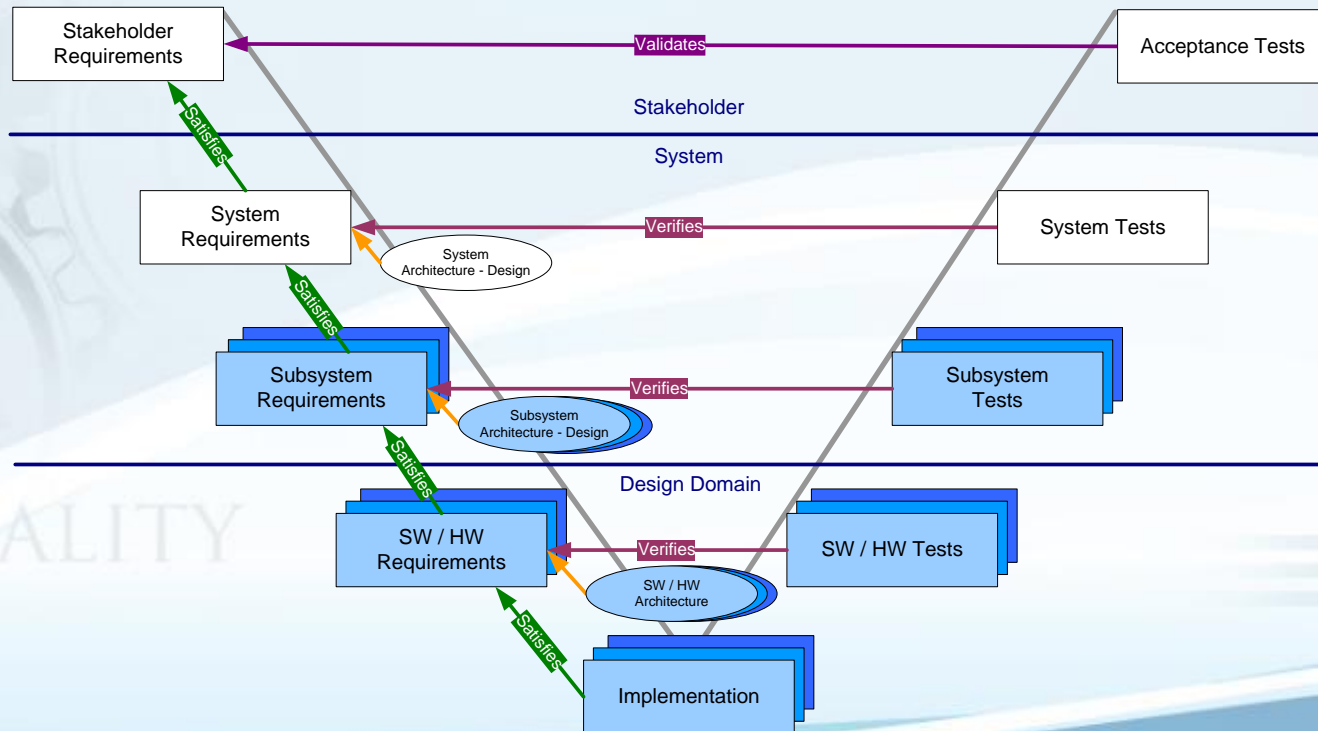 Stakeholder
Requirements
Validates
Acceptance Tests
Stakeholder
Satisfies
System
System
Requirements
Verifies
System Tests
System
Architecture - Design
Satisfies
Subsystem
Requirements
Verifies
Subsystem
Tests
Subsystem
Architecture - Design
Satisfies
Design Domain
SW / HW
Requirements
Verifies
SW / HW Tests
ALITY
SW / HW
Architecture
Satisfies
Implementation